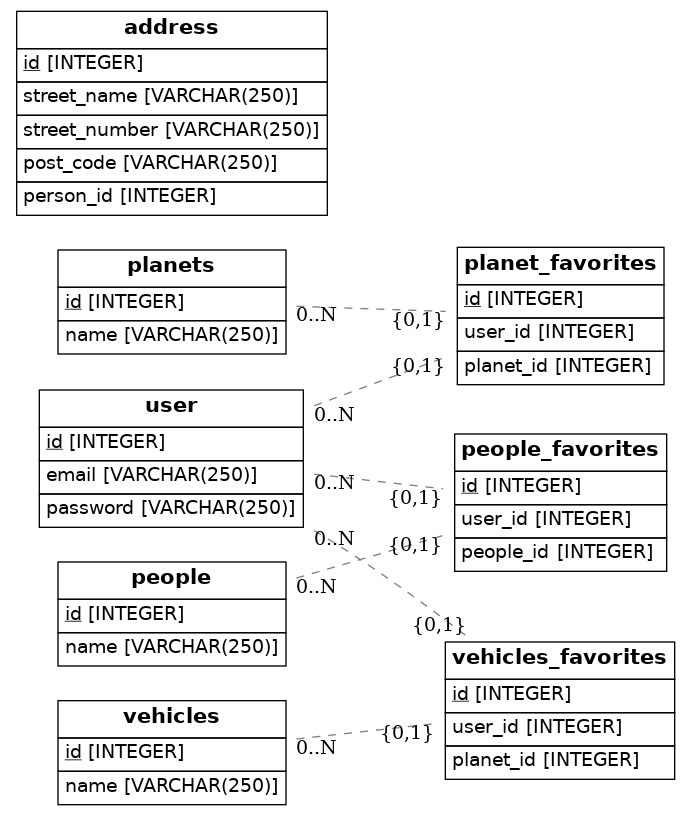 address
id [INTEGER]
street_name [VARCHAR(250)]
street_number [VARCHAR(250)]
post_code [VARCHAR(250)]
person_id [INTEGER]
planets
id [INTEGER]
name [VARCHAR(250)]
planet_favorites
id [INTEGER]
user_id [INTEGER]
planet_id [INTEGER]
0..N
{0,1}
{0,1}
0..N
user
id [INTEGER]
email [VARCHAR(250)]
password [VARCHAR(250)]
people_favorites
id [INTEGER]
user_id [INTEGER]
people_id [INTEGER]
0..N
{0,1}
0..N
{0,1}
0..N
people
id [INTEGER]
name [VARCHAR(250)]
{0,1}
vehicles_favorites
id [INTEGER]
user_id [INTEGER]
planet_id [INTEGER]
vehicles
id [INTEGER]
name [VARCHAR(250)]
0..N
{0,1}